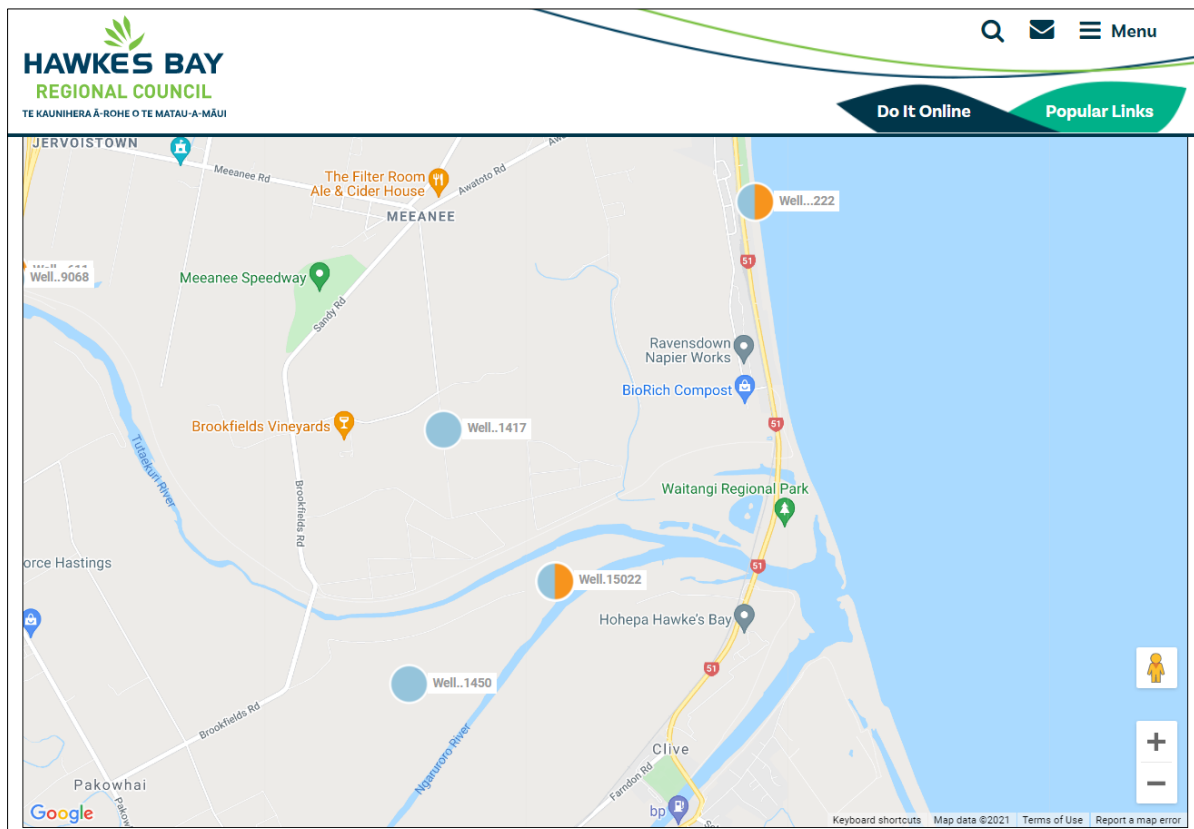 HAWKES BAY
REGIONAL COUNCIL
TE KAUNIHERA Ā-ROHE O TE MATAU-A-MĀUI
Menu
Do It Online
Popular Links
JERVOISTOWN
Meeanee Rd
The Filter Room
Ale & Cider House
Awatoto Rd
MEEANEE
Well...222
51
Well..9068
Meeanee Speedway
Sandy Rd
Ravensdown
Napier Works
BioRich Compost
Brookfields Vineyards
Well..1417
51
Tutaekuri River
Brookfields Rd
Waitangi Regional Park
orce Hastings
51
Well.15022
Hohepa Hawke's Bay
51
Well..1450
Brookfields Rd
Ngaruroro River
Clive
Farndon Rd
Pakowhai
Pakow
bp
Google
Keyboard shortcuts
Map data ©2021
Terms of Use
Report a map error